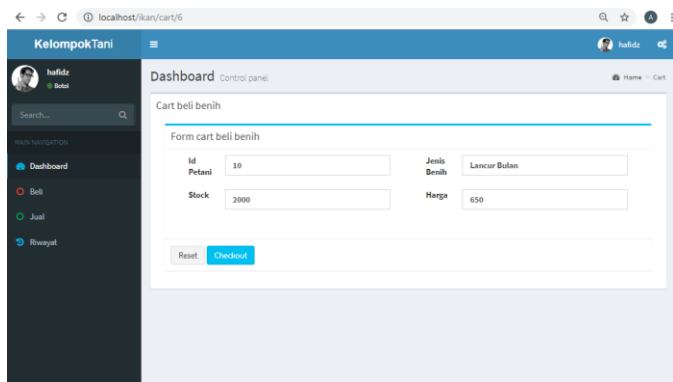 localhost/ikan/cart/6
KelompokTani
hafidz
hafidz
Botol
Dashboard Control panel
Home > Cart
Search...
MAIN NAVIGATION
Dashboard
Beli
Jual
Riwayat
Cart beli benih
Form cart beli benih
Id Petani 10
Jenis Benih Lancur Bulan
Stock 2000
Harga 650
Reset Checkout